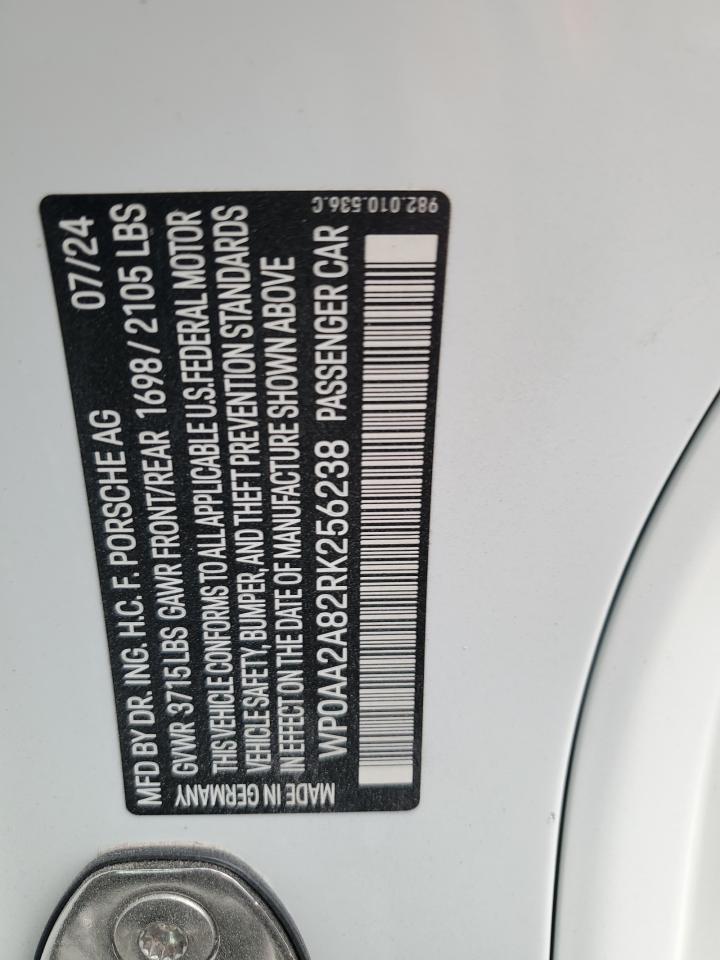 MFD BY DR. ING. H.C. F. PORSCHE AG 07/24
GVWR 3715 LBS GAWR FRONT/REAR 1698 / 2105 LBS
THIS VEHICLE CONFORMS TO ALL APPLICABLE U.S. FEDERAL MOTOR
VEHICLE SAFETY, BUMPER, AND THEFT PREVENTION STANDARDS
IN EFFECT ON THE DATE OF MANUFACTURE SHOWN ABOVE
MADE IN GERMANY
WP0AA2A82RK256238 PASSENGER CAR
982.010.536.C